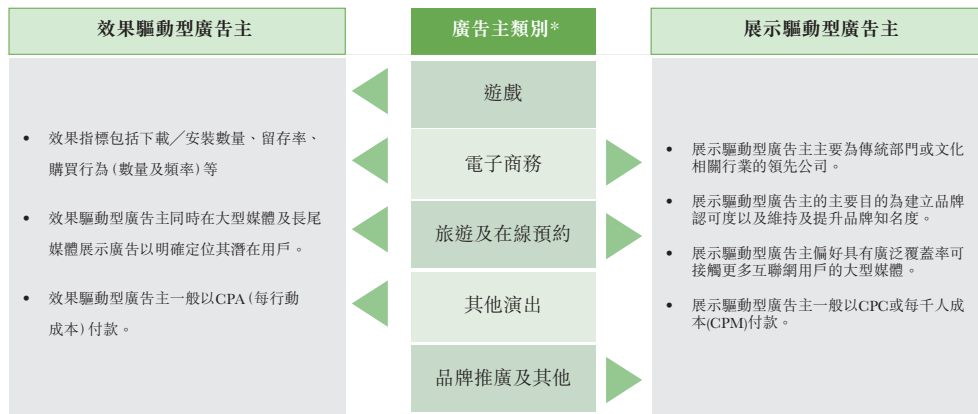 效果驅動型廣告主
• 效果指標包括下載／安裝數量、留存率、
購買行為 (數量及頻率) 等
• 效果驅動型廣告主同時在大型媒體及長尾
媒體展示廣告以明確定位其潛在用戶。
• 效果驅動型廣告主一般以CPA (每行動
成本) 付款。
廣告主類別*
遊戲
電子商務
旅遊及在線預約
其他演出
品牌推廣及其他
展示驅動型廣告主
• 展示驅動型廣告主主要為傳統部門或文化
相關行業的領先公司。
• 展示驅動型廣告主的主要目的為建立品牌
認可度以及維持及提升品牌知名度。
• 展示驅動型廣告主偏好具有廣泛覆蓋率可
接觸更多互聯網用戶的大型媒體。
• 展示驅動型廣告主一般以CPC或每千人成
本(CPM)付款。